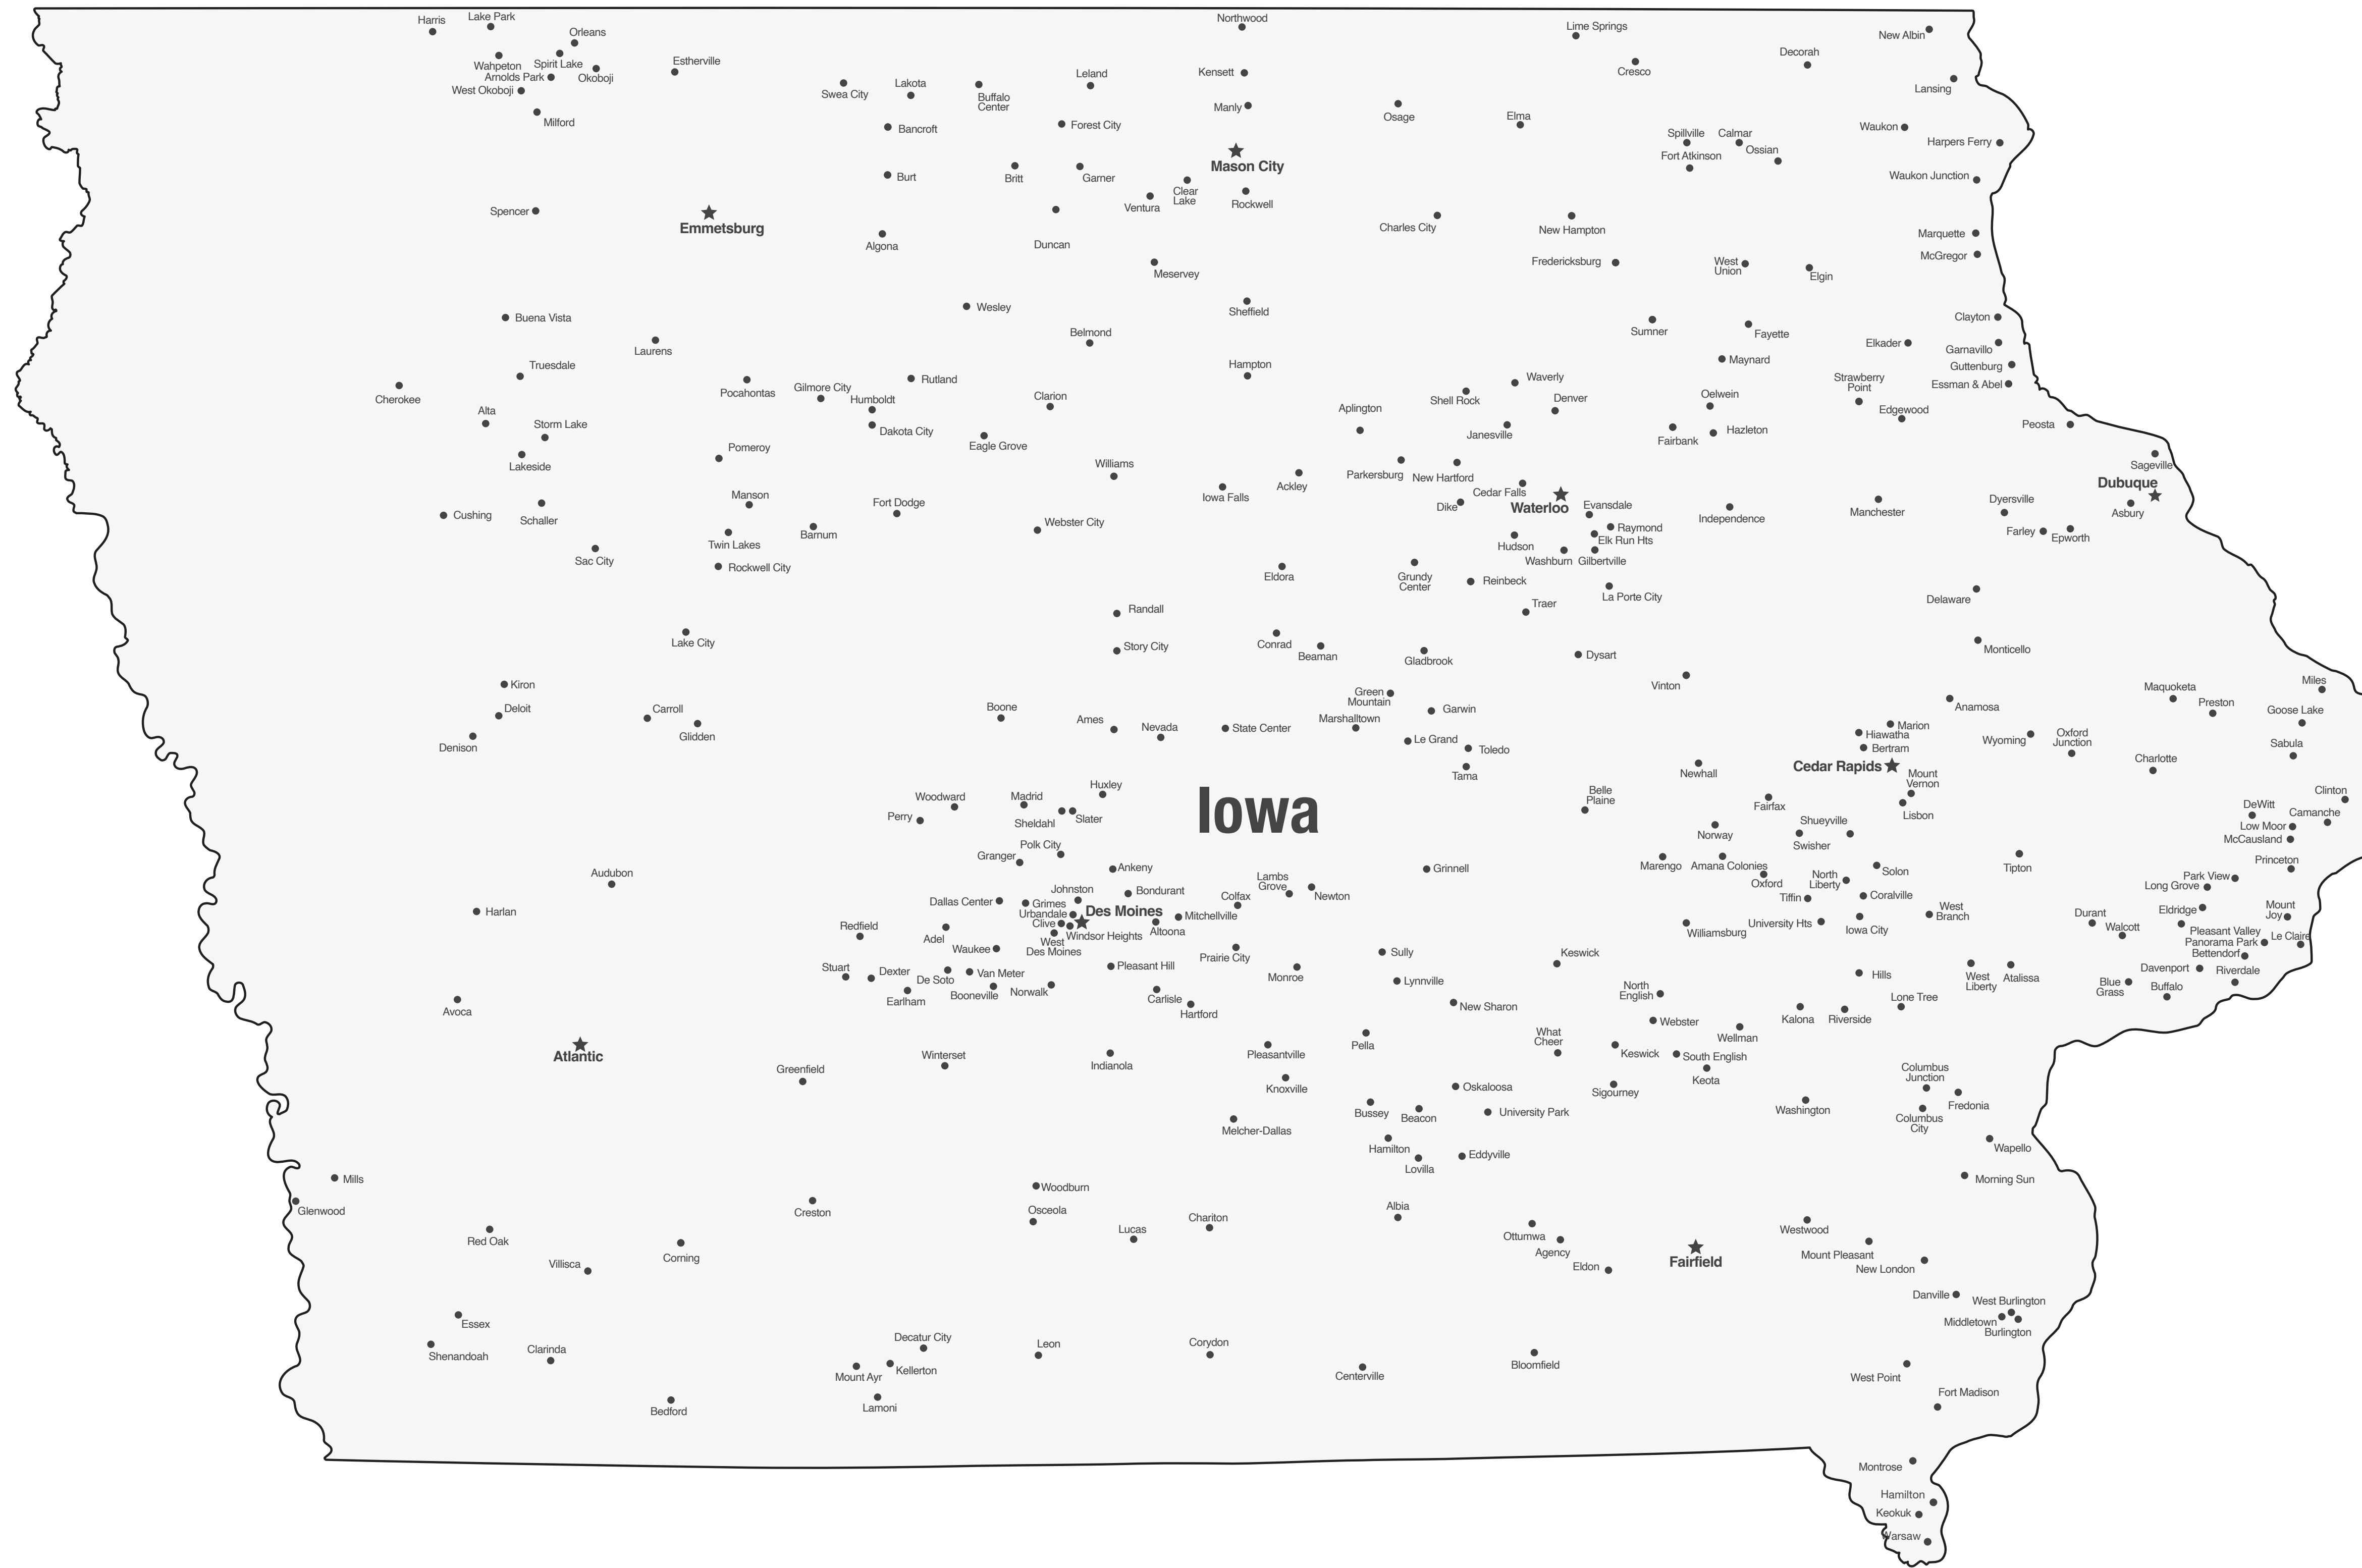 Harris
Lake Park
Orleans
Northwood
Lime Springs
New Albin
Wahpeton
Spirit Lake
Arnolds Park
Okoboji
West Okoboji
Milford
Estherville
Swea City
Lakota
Buffalo
Center
Leland
Kensett
Manly
Cresco
Decorah
Lansing
Bancroft
Forest City
Osage
Elma
Spillville
Calmar
Fort Atkinson
Ossian
Waukon
Harpers Ferry
Mason City
Burt
Britt
Garner
Clear
Lake
Ventura
Rockwell
Waukon Junction
Spencer
Emmetsburg
Algona
Duncan
Charles City
New Hampton
Marquette
McGregor
Meservey
Fredericksburg
West
Union
Elgin
Wesley
Sheffield
Buena Vista
Laurens
Belmond
Sumner
Fayette
Clayton
Elkader
Garnavillo
Guttenburg
Essman & Abel
Maynard
Truesdale
Cherokee
Pocahontas
Gilmore City
Rutland
Humboldt
Dakota City
Clarion
Hampton
Aplington
Shell Rock
Waverly
Denver
Janesville
Oelwein
Fairbank
Hazleton
Strawberry
Point
Edgewood
Peosta
Alta
Storm Lake
Lakeside
Pomeroy
Eagle Grove
Williams
Iowa Falls
Ackley
Parkersburg
New Hartford
Cedar Falls
Dike
Waterloo
Evansdale
Raymond
Elk Run Hts
Hudson
Washburn
Gilbertville
Independence
Manchester
Dyersville
Sageville
Dubuque
Asbury
Farley
Epworth
Cushing
Schaller
Manson
Fort Dodge
Webster City
Twin Lakes
Barnum
Sac City
Rockwell City
Eldora
Grundy
Center
Reinbeck
La Porte City
Traer
Delaware
Randall
Story City
Lake City
Conrad
Beaman
Gladbrook
Dysart
Vinton
Monticello
Kiron
Deloit
Denison
Carroll
Glidden
Boone
Ames
Nevada
State Center
Green
Mountain
Marshalltown
Garwin
Le Grand
Toledo
Tama
Anamosa
Maquoketa
Preston
Miles
Goose Lake
Sabula
Marion
Hiawatha
Bertram
Cedar Rapids
Wyoming
Oxford
Junction
Charlotte
Newhall
Mount
Vernon
Lisbon
Clinton
Camanche
DeWitt
Low Moor
McCausland
Princeton
Woodward
Perry
Madrid
Huxley
Sheldahl
Slater
Iowa
Belle
Plaine
Fairfax
Norway
Shueyville
Swisher
Polk City
Granger
Ankeny
Grinnell
Marengo
Amana Colonies
Oxford
North
Liberty
Solon
Tipton
Audubon
Harlan
Dallas Center
Johnston
Grimes
Urbandale
Clive
Des Moines
Bondurant
Mitchellville
Altoona
Windsor Heights
West
Des Moines
Colfax
Lambs
Grove
Newton
Tiffin
Coralville
University Hts
Iowa City
West
Branch
Park View
Long Grove
Eldridge
Mount
Joy
Durant
Walcott
Pleasant Valley
Panorama Park
Le Claire
Bettendorf
Redfield
Adel
Waukee
Prairie City
Sully
Keswick
Williamsburg
Stuart
Dexter
De Soto
Van Meter
Earlham
Booneville
Norwalk
Pleasant Hill
Carlisle
Hartford
Monroe
Lynnville
New Sharon
North
English
Hills
West
Liberty
Atalissa
Blue
Grass
Davenport
Riverdale
Buffalo
Avoca
Atlantic
Lone Tree
Kalona
Riverside
Webster
Wellman
Greenfield
Winterset
Indianola
Pleasantville
Knoxville
Pella
What
Cheer
Keswick
South English
Keota
Sigourney
Oskaloosa
University Park
Bussey
Beacon
Melcher-Dallas
Hamilton
Lovilla
Eddyville
Washington
Columbus
Junction
Fredonia
Columbus
City
Wapello
Morning Sun
Mills
Glenwood
Creston
Woodburn
Osceola
Lucas
Chariton
Albia
Ottumwa
Agency
Eldon
Fairfield
Westwood
Mount Pleasant
New London
Red Oak
Villisca
Corning
Danville
West Burlington
Middletown
Burlington
Essex
Shenandoah
Clarinda
Decatur City
Mount Ayr
Kellerton
Leon
Corydon
Centerville
Bloomfield
West Point
Fort Madison
Bedford
Lamoni
Montrose
Hamilton
Keokuk
Warsaw